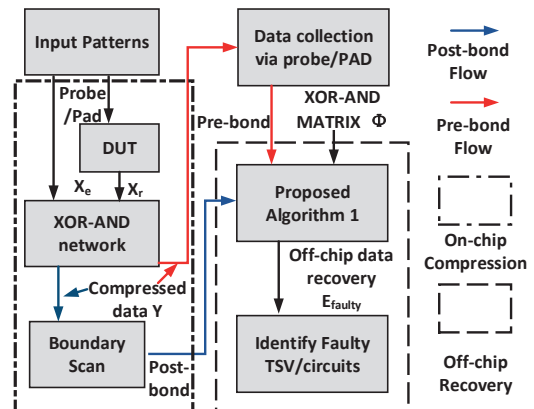 Input Patterns
Probe
/Pad
DUT
Xe
Xr
XOR-AND
network
Compressed
data Y
Boundary
Scan
Post-
bond
Data collection
via probe/PAD
Pre-bond
XOR-AND
MATRIX Φ
Proposed
Algorithm 1
Off-chip data
recovery
Efaulty
Identify Faulty
TSV/circuits
Post-bond
Flow
Pre-bond
Flow
On-chip
Compression
Off-chip
Recovery